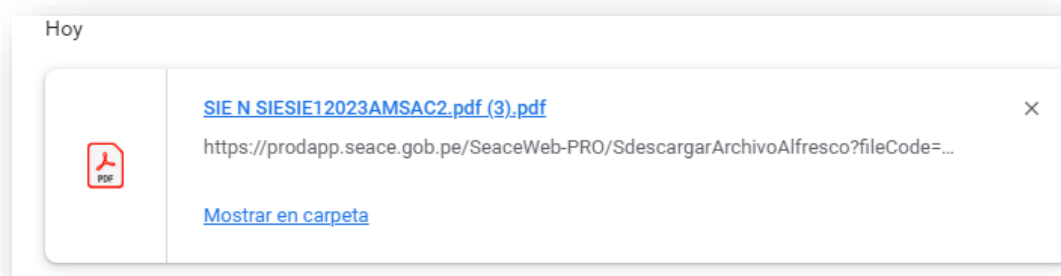 Hoy
SIE N SIESIE12023AMSAC2.pdf (3).pdf
https://prodapp.seace.gob.pe/SeaceWeb-PRO/SdescargarArchivoAlfresco?fileCode=...
PDF
Mostrar en carpeta